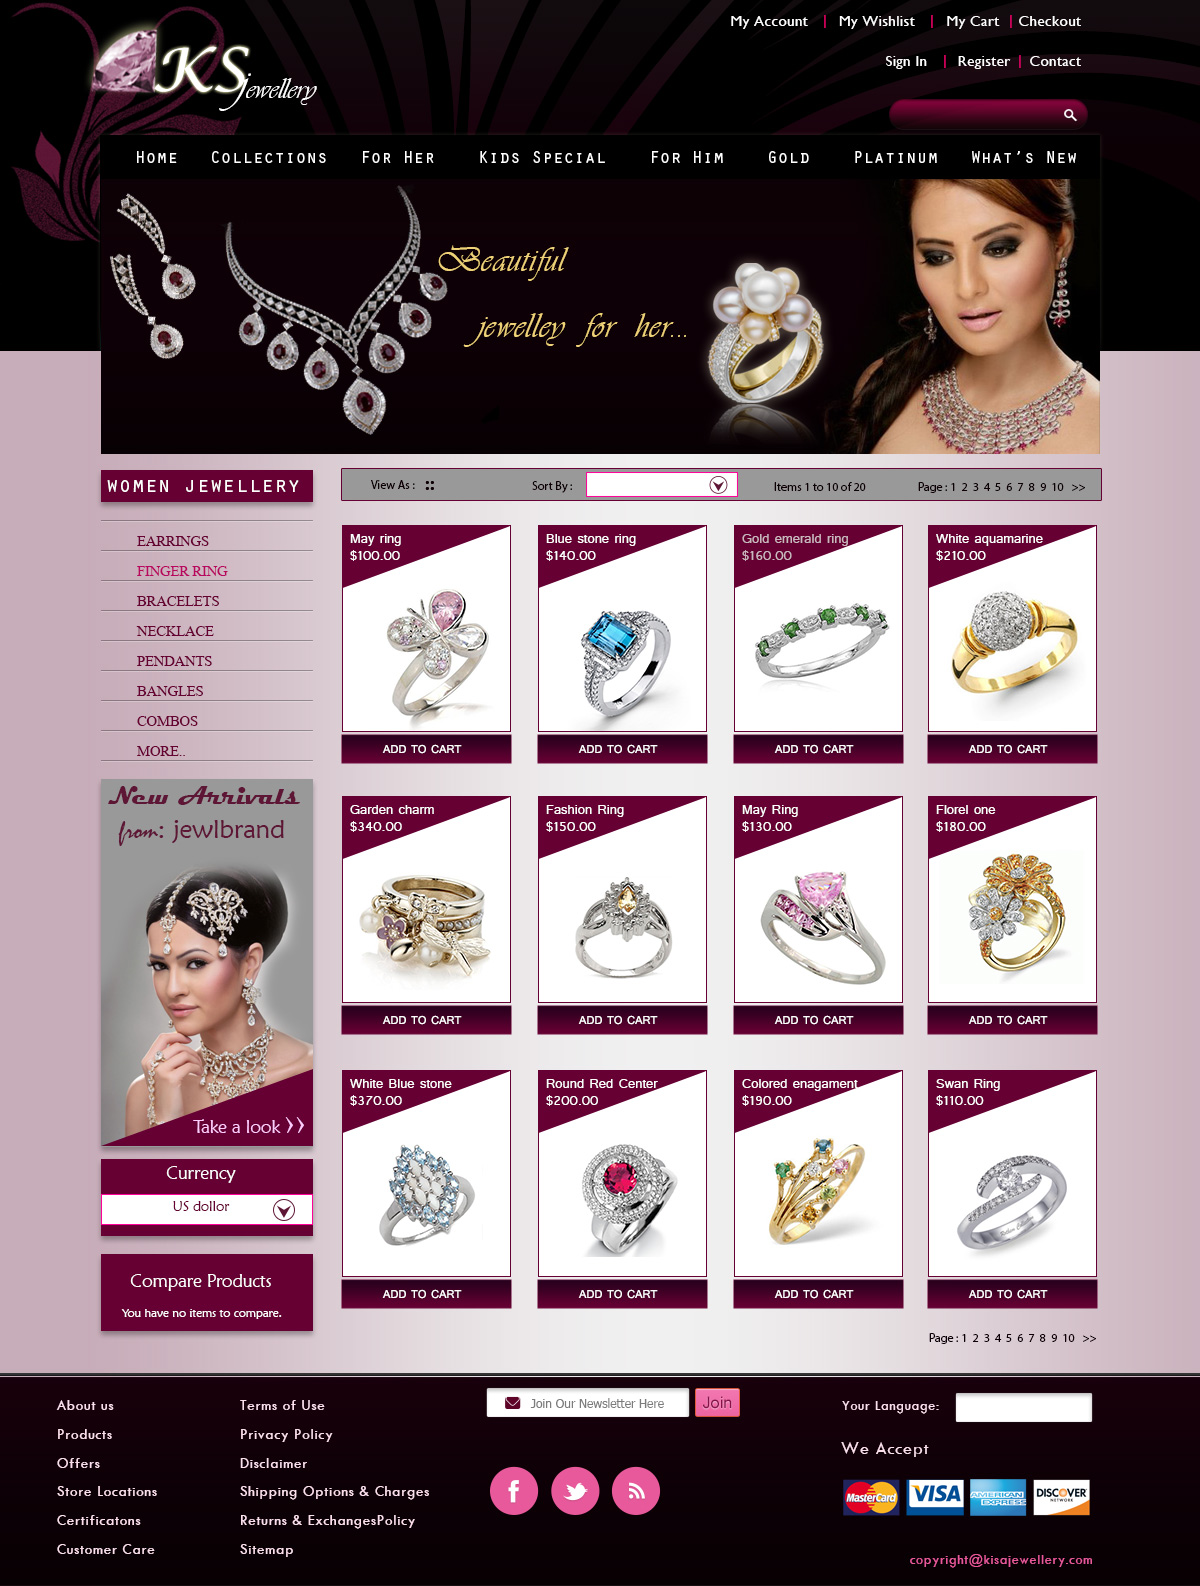 My Account | My Wishlist | My Cart | Checkout
Sign In | Register | Contact
KS
Jewellery
Home Collections For Her Kids Special For Him Gold Platinum What's New
Beautiful
jewelley for her...
WOMEN JEWELLERY
EARRINGS
FINGER RING
BRACELETS
NECKLACE
PENDANTS
BANGLES
COMBOS
MORE..
New Arrivals
from: jewlbrand
Take a look >>
Currency
US dollor
Compare Products
You have no items to compare.
View As : Sort By : Items 1 to 10 of 20 Page : 1 2 3 4 5 6 7 8 9 10 >>
May ring
$100.00
ADD TO CART
Blue stone ring
$140.00
ADD TO CART
Gold emerald ring
$160.00
ADD TO CART
White aquamarine
$210.00
ADD TO CART
Garden charm
$340.00
ADD TO CART
Fashion Ring
$150.00
ADD TO CART
May Ring
$130.00
ADD TO CART
Florel one
$180.00
ADD TO CART
White Blue stone
$370.00
ADD TO CART
Round Red Center
$200.00
ADD TO CART
Colored enagament
$190.00
ADD TO CART
Swan Ring
$110.00
ADD TO CART
Page : 1 2 3 4 5 6 7 8 9 10 >>
About us
Products
Offers
Store Locations
Certificatons
Customer Care
Terms of Use
Privacy Policy
Disclaimer
Shipping Options & Charges
Returns & ExchangesPolicy
Sitemap
Join Our Newsletter Here Join
f
Your Language:
We Accept
MasterCard VISA AMERICAN EXPRESS DISCOVER NETWORK
copyright@kisajewellery.com